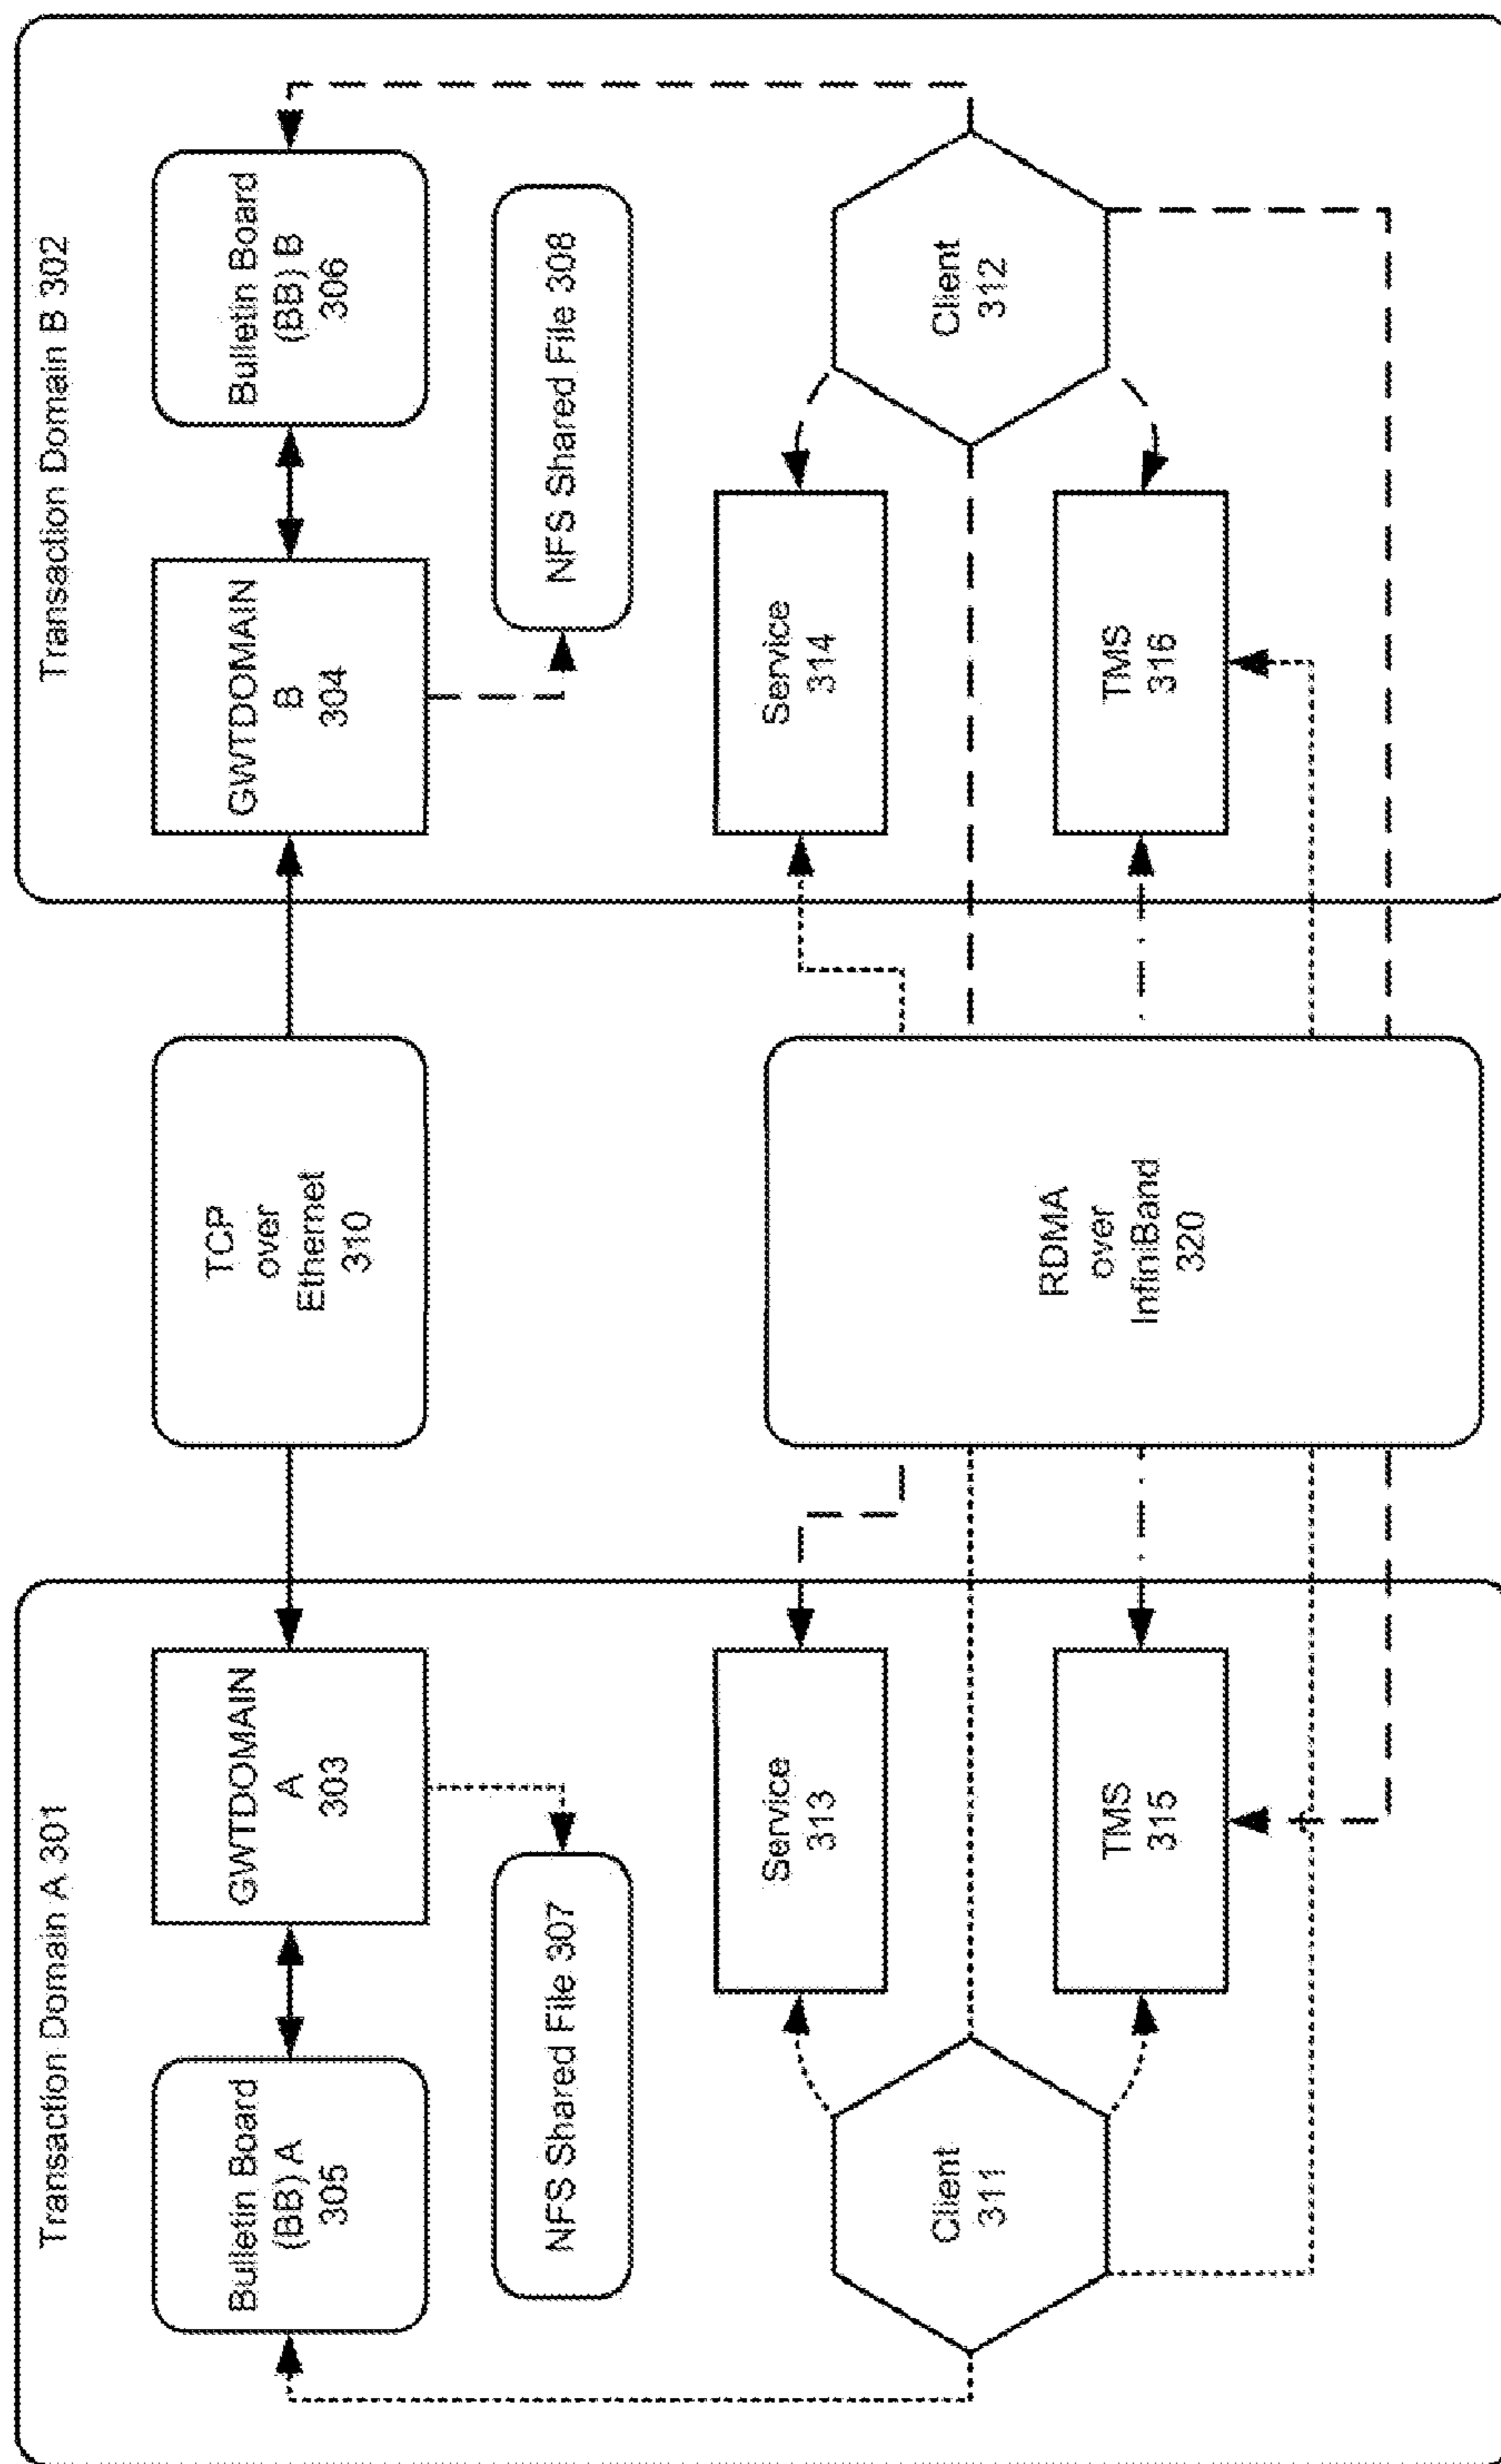 Transaction Domain A 301
Bulletin Board
(BB) A
305
GWTDOMAIN
A
303
NFS Shared File 307
Client
311
Service
313
TMS
315
TCP
over
Ethernet
310
RDMA
over
InfiniBand
320
Transaction Domain B 302
GWTDOMAIN
B
304
Bulletin Board
(BB) B
306
NFS Shared File 308
Service
314
TMS
316
Client
312